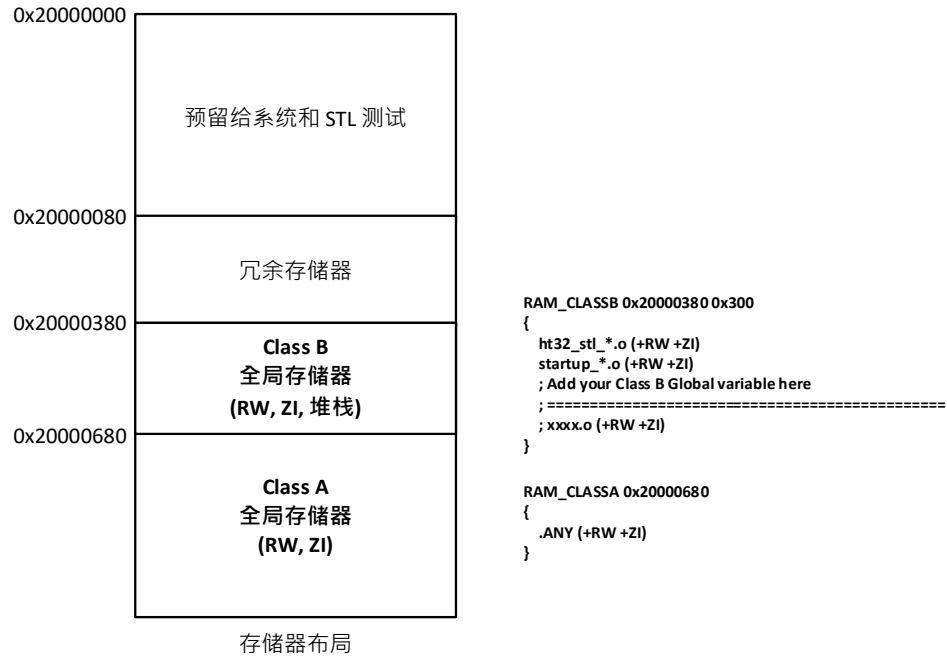 0x20000000
预留给系统和 STL 测试
0x20000080
冗余存储器
0x20000380
Class B
全局存储器
(RW, ZI, 堆栈)
0x20000680
Class A
全局存储器
(RW, ZI)
存储器布局
RAM_CLASSB 0x20000380 0x300
{
ht32_stl_*.o (+RW +ZI)
startup_*.o (+RW +ZI)
; Add your Class B Global variable here
; ===============================================
; xxxx.o (+RW +ZI)
}
RAM_CLASSA 0x20000680
{
.ANY (+RW +ZI)
}